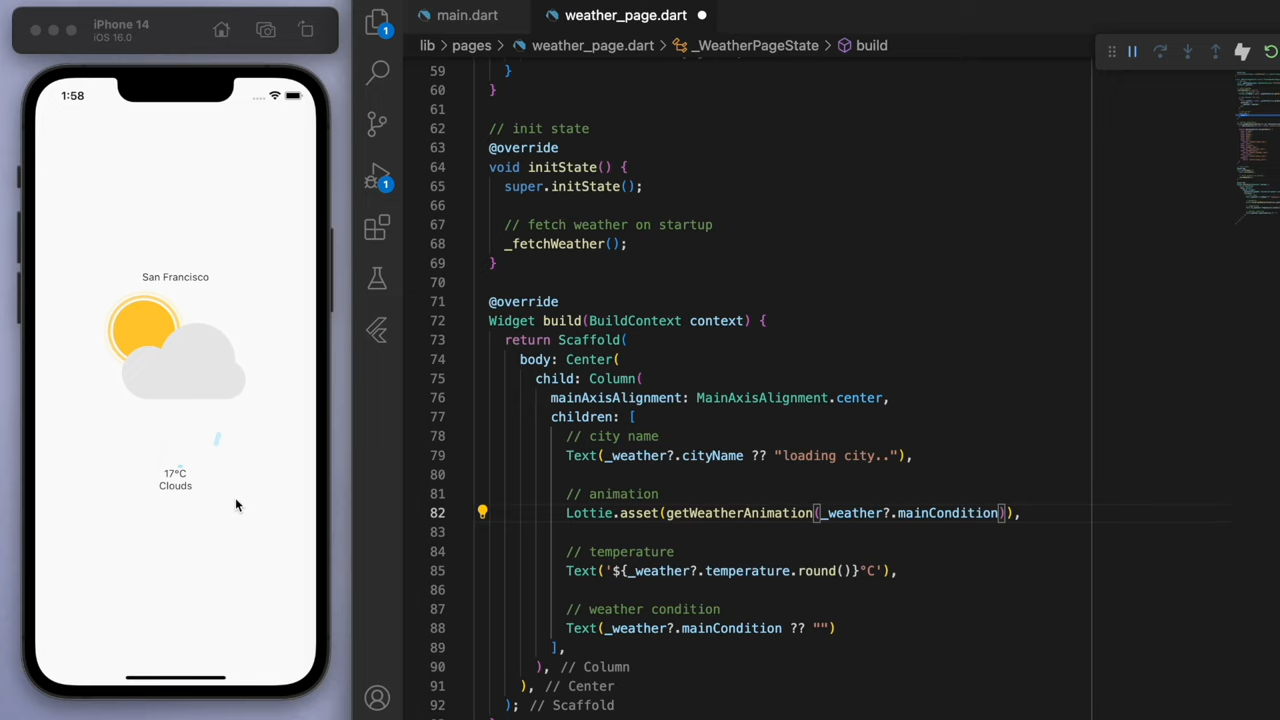 iPhone 14
iOS 16.0
1:58
San Francisco
17°C
Clouds
1
1
main.dart
weather_page.dart
lib > pages > weather_page.dart > _WeatherPageState > build
59 }
60 }
61
62 // init state
63 @override
64 void initState() {
65 super.initState();
66
67 // fetch weather on startup
68 _fetchWeather();
69 }
70
71 @override
72 Widget build(BuildContext context) {
73 return Scaffold(
74 body: Center(
75 child: Column(
76 mainAxisAlignment: MainAxisAlignment.center,
77 children: [
78 // city name
79 Text(_weather?.cityName ?? "loading city.."),
80
81 // animation
82 Lottie.asset(getWeatherAnimation(_weather?.mainCondition)),
83
84 // temperature
85 Text('${_weather?.temperature.round()}°C'),
86
87 // weather condition
88 Text(_weather?.mainCondition ?? "")
89 ],
90 ), // Column
91 ), // Center
92 ); // Scaffold